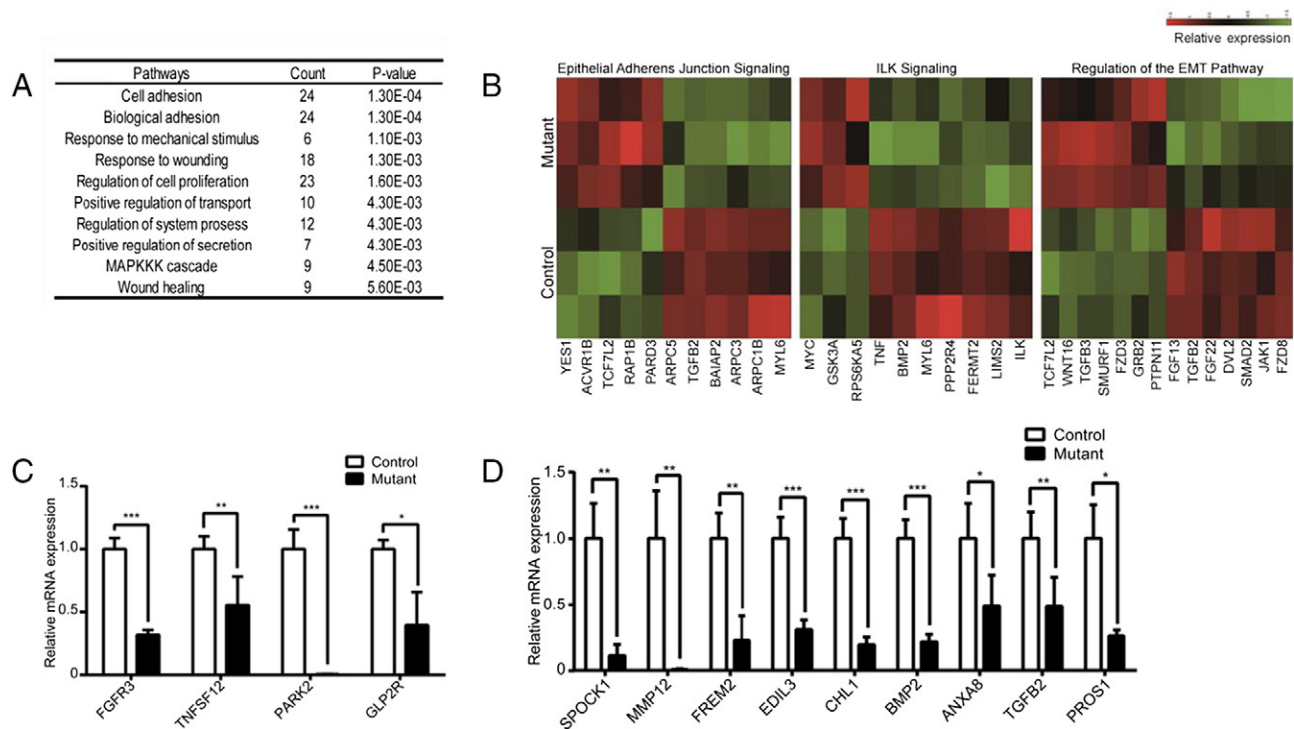 A
Pathways Count P-value
Cell adhesion 24 1.30E-04
Biological adhesion 24 1.30E-04
Response to mechanical stimulus 6 1.10E-03
Response to wounding 18 1.30E-03
Regulation of cell proliferation 23 1.60E-03
Positive regulation of transport 10 4.30E-03
Regulation of system prosess 12 4.30E-03
Positive regulation of secretion 7 4.30E-03
MAPKKK cascade 9 4.50E-03
Wound healing 9 5.60E-03
B
Relative expression
Epithelial Adherens Junction Signaling
ILK Signaling
Regulation of the EMT Pathway
Mutant
Control
YES1
ACVR1B
TCF7L2
RAP1B
PARD3
ARPC5
TGFB2
BAIAP2
ARPC3
ARPC1B
MYL6
MYC
GSK3A
RPS6KA5
TNF
BMP2
MYL6
PPP2R4
FERMT2
LIMS2
ILK
TCF7L2
WNT16
TGFB3
SMURF1
FZD3
GRB2
PTPN11
FGF13
TGFB2
FGF22
DVL2
SMAD2
JAK1
FZD8
C
Control
Mutant
Relative mRNA expression
1.5
1.0
0.5
0
***
**
***
*
FGFR3
TNFSF12
PARK2
GLP2R
D
Control
Mutant
Relative mRNA expression
1.5
1.0
0.5
0
**
**
**
***
***
***
*
**
*
SPOCK1
MMP12
FREM2
EDIL3
CHL1
BMP2
ANXA8
TGFB2
PROS1